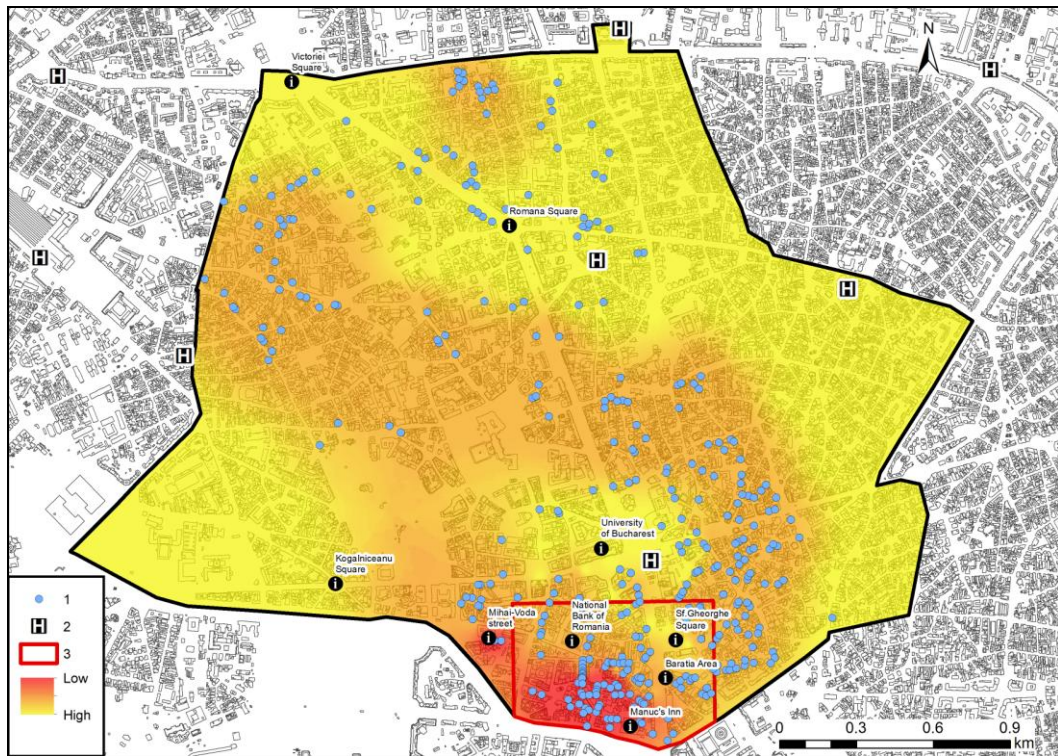 H
N
Victoriei
Square
i
H
H
H
Romana Square
i
H
H
H
University
of Bucharest
i
H
Kogalniceanu
Square
i
Mihai-Voda
street
i
National
Bank of
Romania
i
Sf.Gheorghe
Square
i
Baratia Area
i
Manuc's Inn
i
1
H 2
3
Low
High
0 0.3 0.6 0.9
km